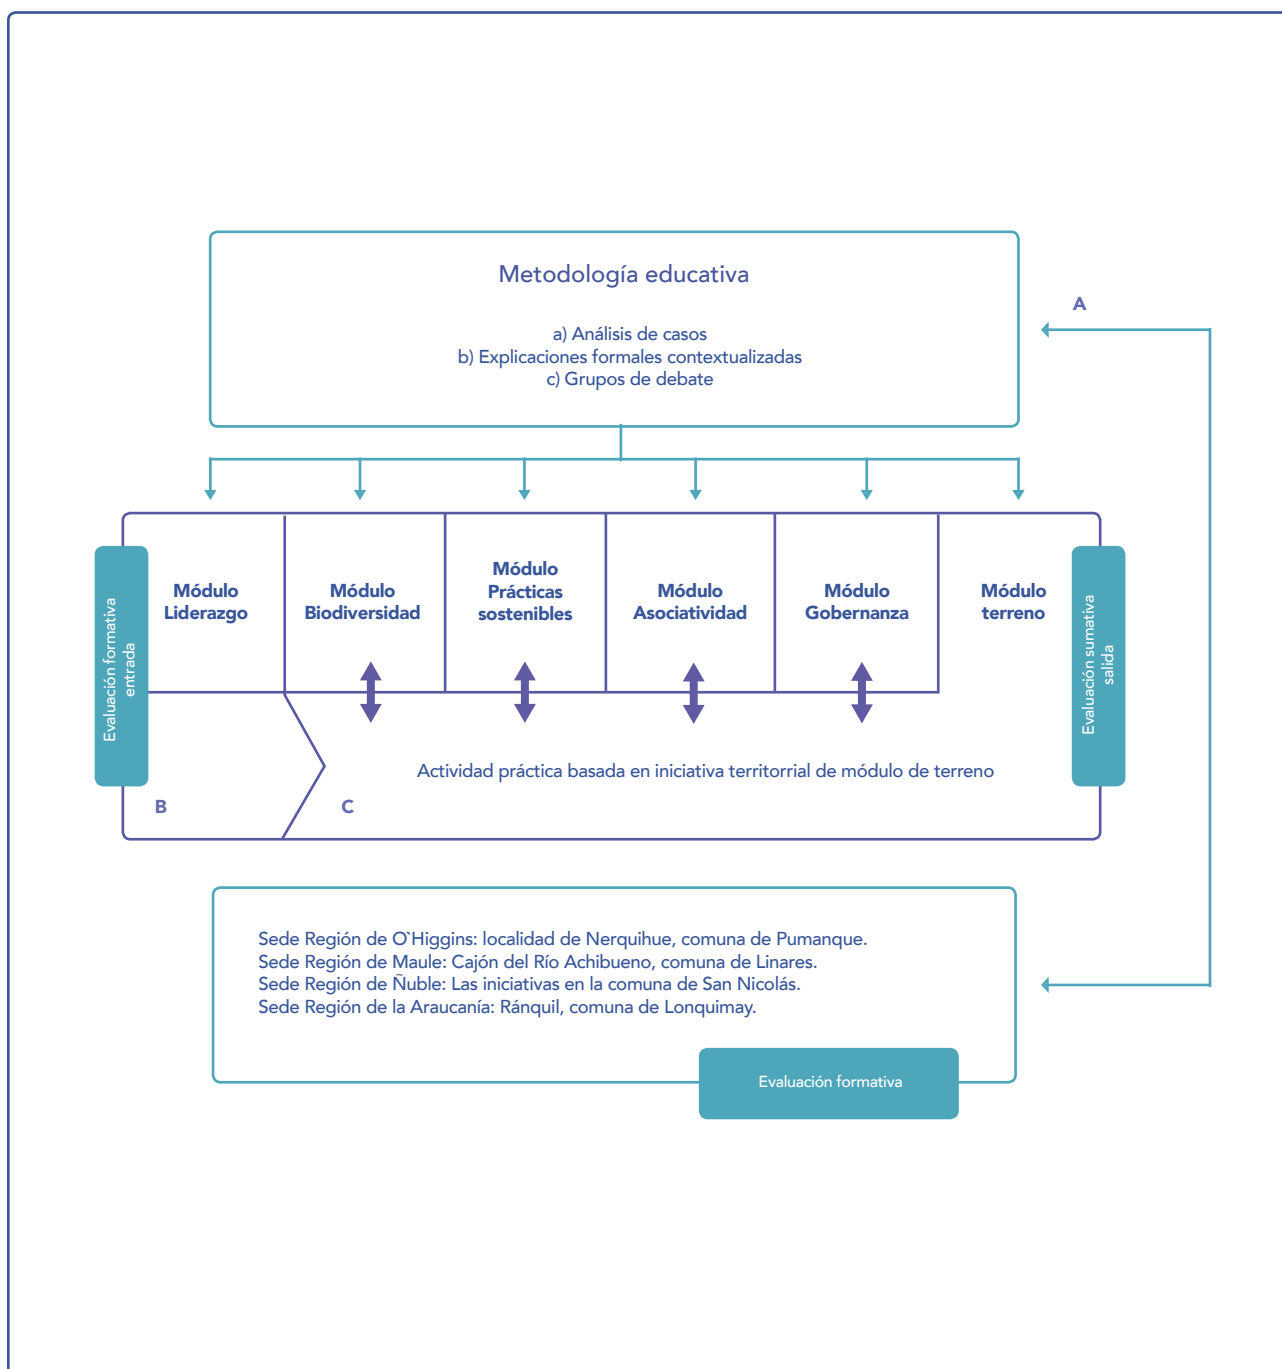 Metodología educativa
a) Análisis de casos
b) Explicaciones formales contextualizadas
c) Grupos de debate
A
Evaluación formativa
entrada
Módulo
Liderazgo
Módulo
Biodiversidad
Módulo
Prácticas
sostenibles
Módulo
Asociatividad
Módulo
Gobernanza
Módulo
terreno
Evaluación sumativa
salida
Actividad práctica basada en iniciativa territorrial de módulo de terreno
B
C
Sede Región de O`Higgins: localidad de Nerquihue, comuna de Pumanque.
Sede Región de Maule: Cajón del Río Achibueno, comuna de Linares.
Sede Región de Ñuble: Las iniciativas en la comuna de San Nicolás.
Sede Región de la Araucanía: Ránquil, comuna de Lonquimay.
Evaluación formativa